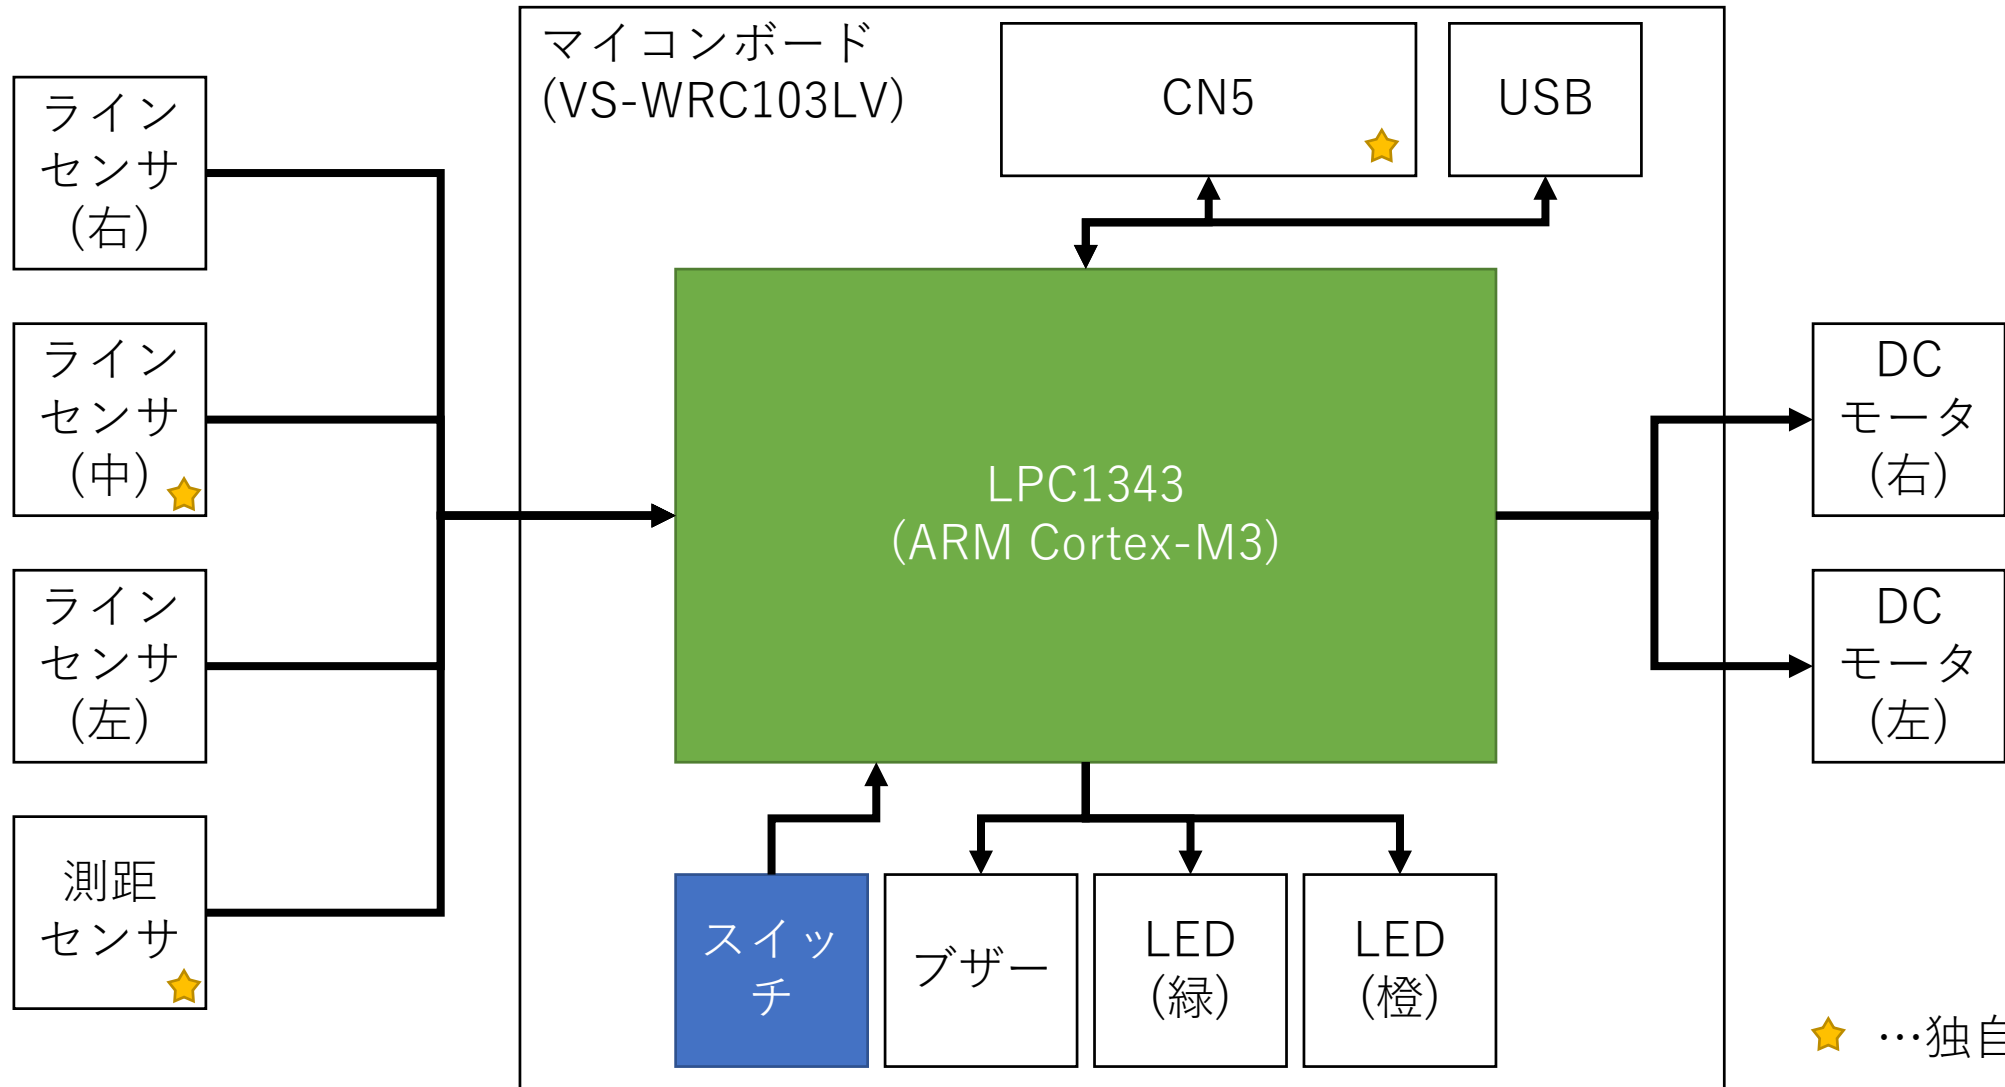 マイコンボード
(VS-WRC103LV)
CN5
USB
ライン
センサ
(右)
ライン
センサ
(中)
ライン
センサ
(左)
測距
センサ
LPC1343
(ARM Cortex-M3)
DC
モータ
(右)
DC
モータ
(左)
スイッ
チ
ブザー
LED
(緑)
LED
(橙)
…独自